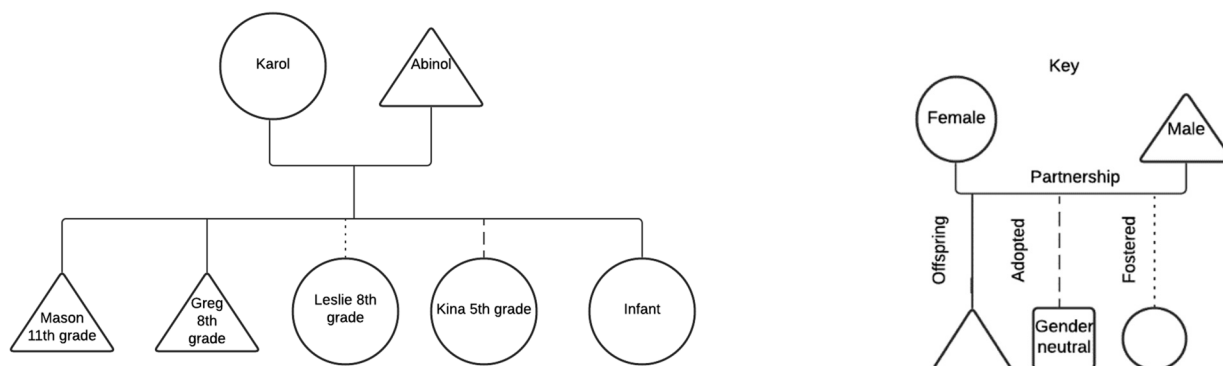 Karol
Abinol
Mason
11th grade
Greg
8th
grade
Leslie 8th
grade
Kina 5th grade
Infant
Key
Female
Male
Partnership
Offspring
Adopted
Fostered
Gender
neutral